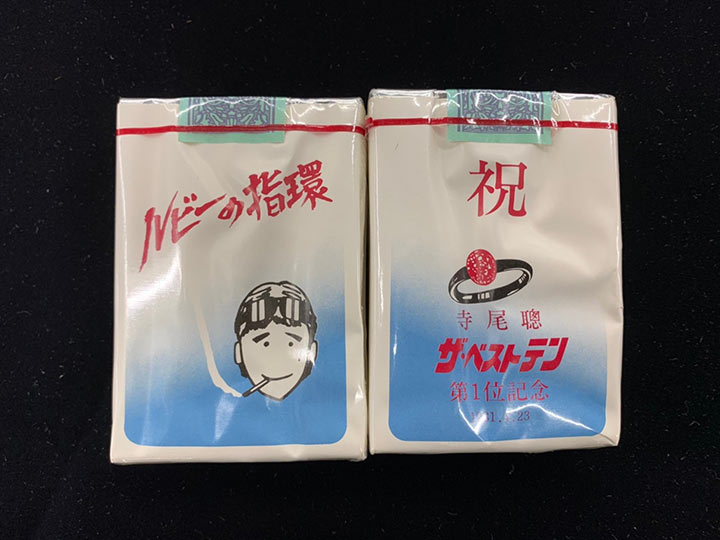 ルビーの指環
祝
寺尾聰
ザ・ベストテン
第1位記念